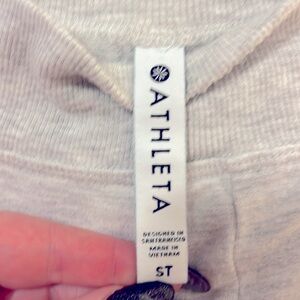 ATHLETA
DESIGNED IN
SAN FRANCISCO
MADE IN
VIETNAM
ST